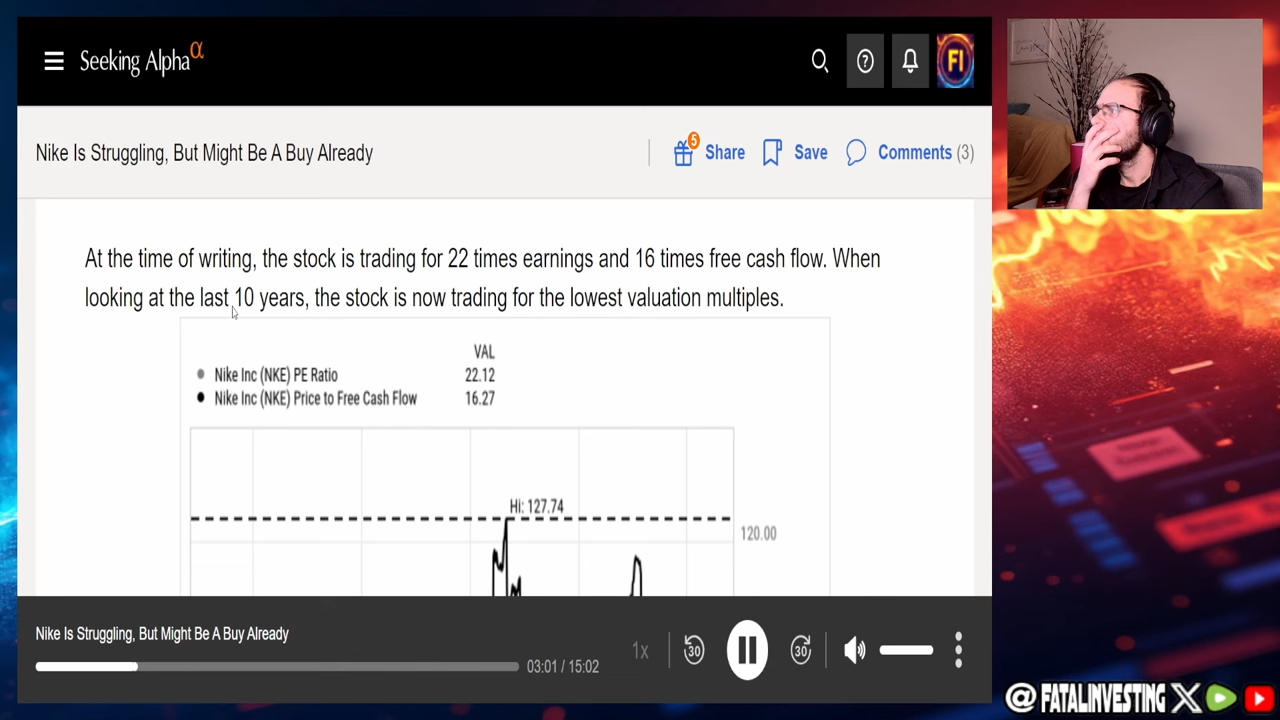 Seeking Alpha α
FI
Nike Is Struggling, But Might Be A Buy Already
5
Share
Save
Comments (3)
At the time of writing, the stock is trading for 22 times earnings and 16 times free cash flow. When
looking at the last 10 years, the stock is now trading for the lowest valuation multiples.
VAL
Nike Inc (NKE) PE Ratio 22.12
Nike Inc (NKE) Price to Free Cash Flow 16.27
Hi: 127.74
120.00
Nike Is Struggling, But Might Be A Buy Already
1x
30
30
03:01 / 15:02
@FATALINVESTING